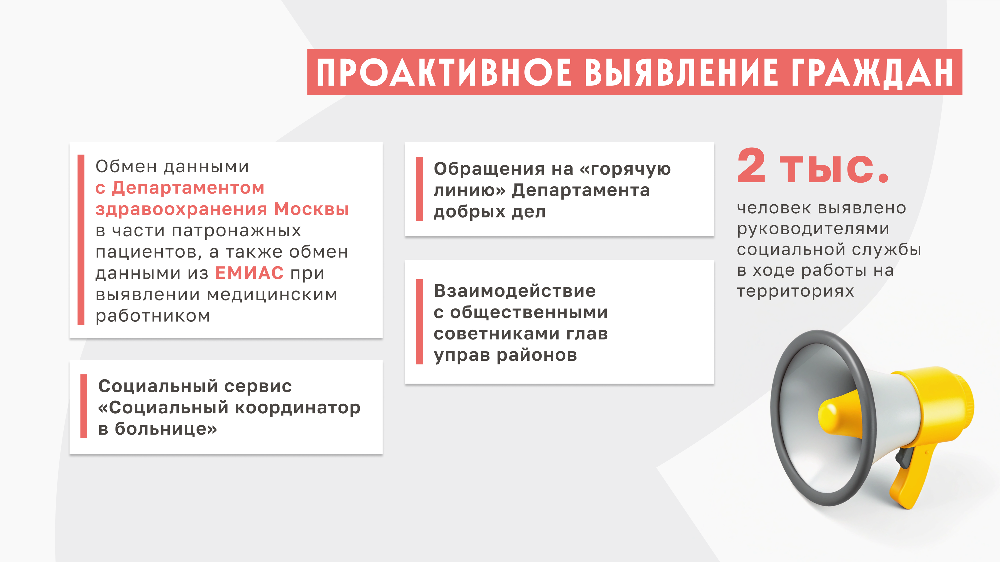 ПРОАКТИВНОЕ ВЫЯВЛЕНИЕ ГРАЖДАН
Обмен данными
с Департаментом
здравоохранения Москвы
в части патронажных
пациентов, а также обмен
данными из ЕМИАС при
выявлении медицинским
работником
Социальный сервис
«Социальный координатор
в больнице»
Обращения на «горячую
линию» Департамента
добрых дел
Взаимодействие
с общественными
советниками глав
управ районов
2 тыс.
человек выявлено
руководителями
социальной службы
в ходе работы на
территориях